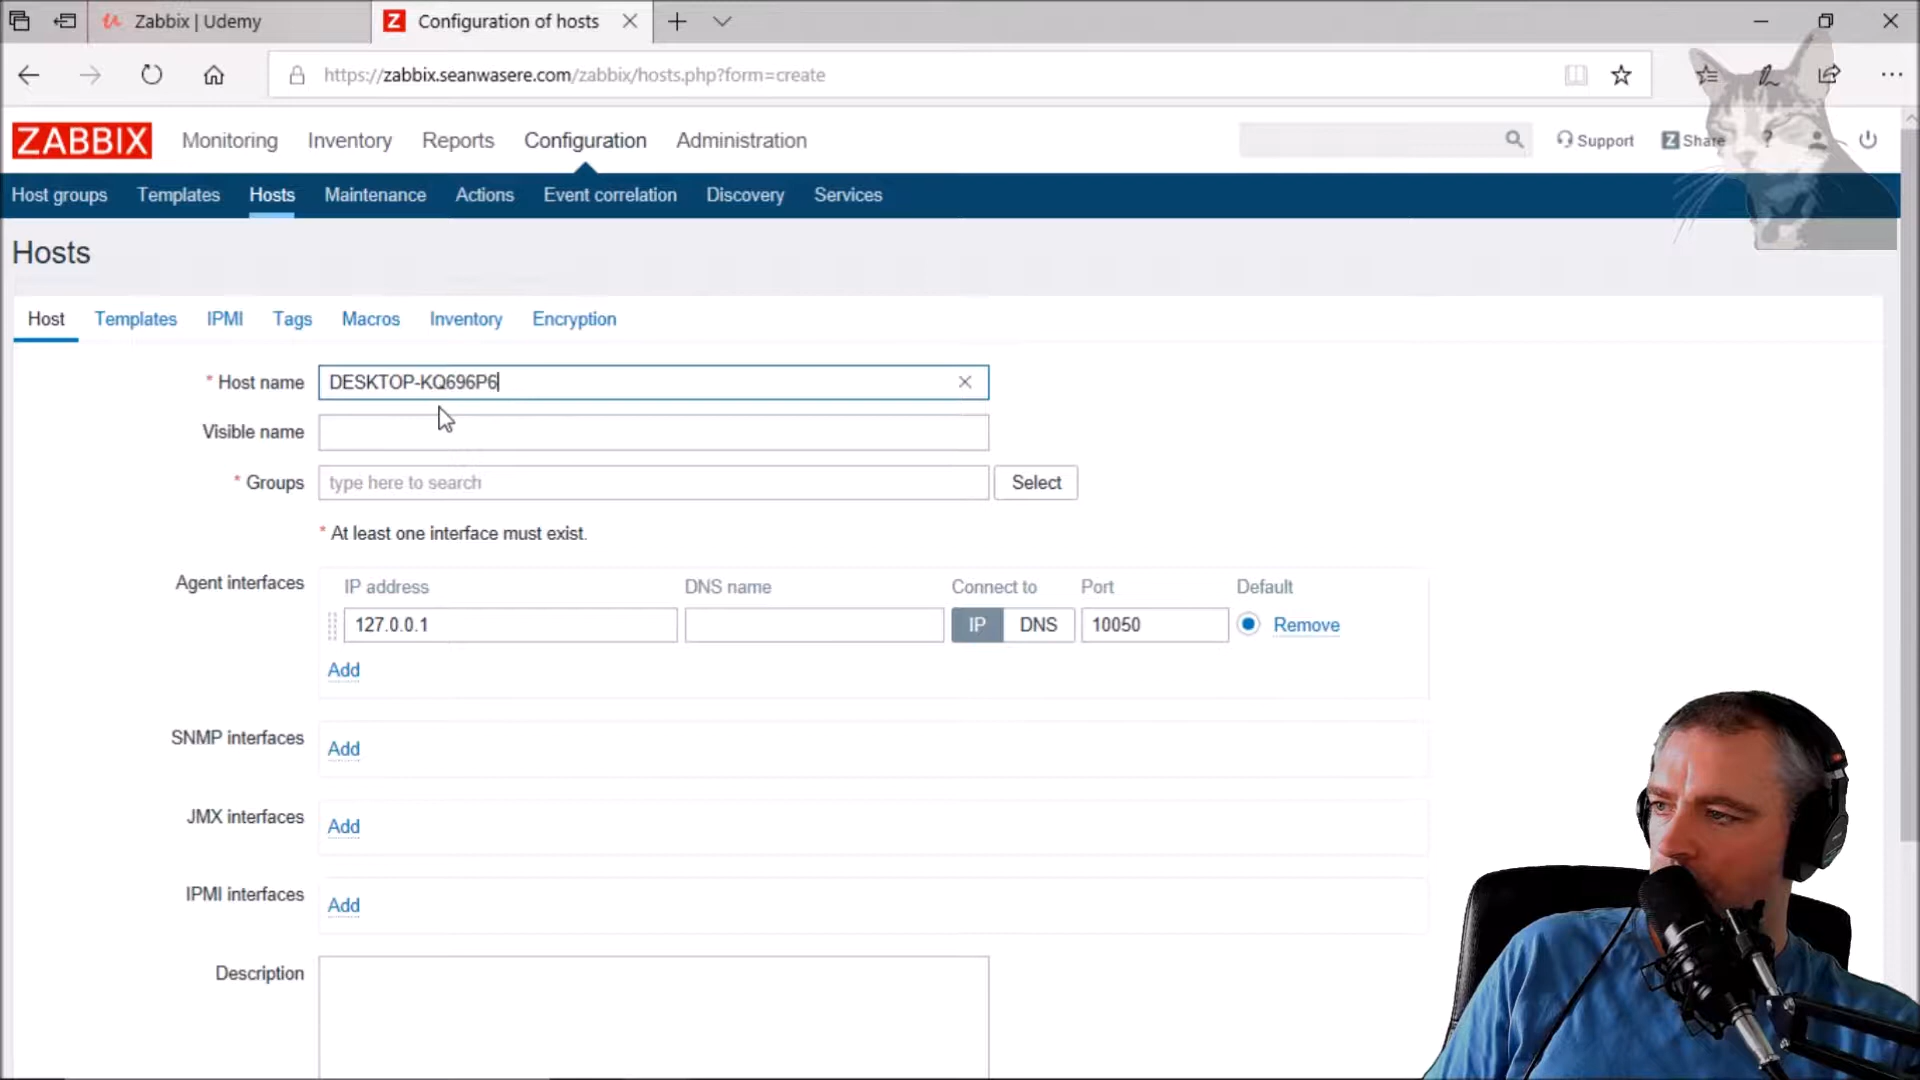 Zabbix | Udemy
Z Configuration of hosts
https://zabbix.seanwasere.com/zabbix/hosts.php?form=create
ZABBIX Monitoring Inventory Reports Configuration Administration Support Z Share ?
Host groups Templates Hosts Maintenance Actions Event correlation Discovery Services
Hosts
Host Templates IPMI Tags Macros Inventory Encryption
* Host name DESKTOP-KQ696P6
Visible name
* Groups type here to search Select
* At least one interface must exist.
Agent interfaces IP address DNS name Connect to Port Default
127.0.0.1 IP DNS 10050 Remove
Add
SNMP interfaces Add
JMX interfaces Add
IPMI interfaces Add
Description